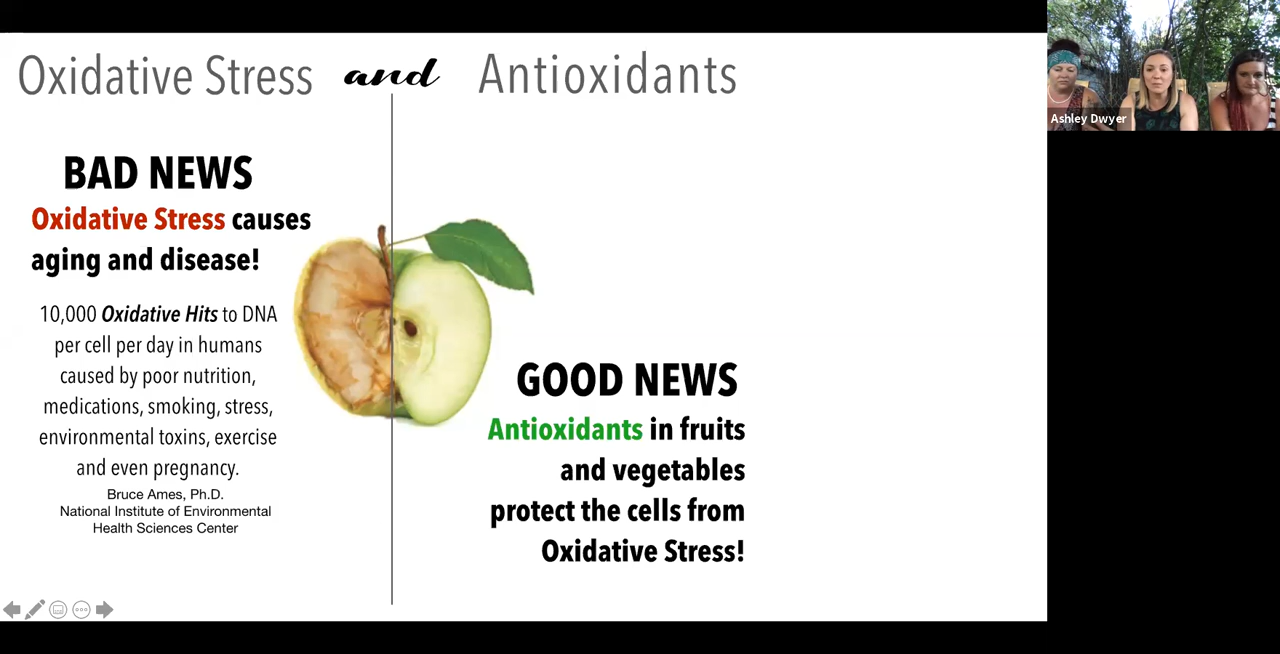 Oxidative Stress and Antioxidants
BAD NEWS
Oxidative Stress causes
aging and disease!
10,000 Oxidative Hits to DNA
per cell per day in humans
caused by poor nutrition,
medications, smoking, stress,
environmental toxins, exercise
and even pregnancy.
Bruce Ames, Ph.D.
National Institute of Environmental
Health Sciences Center
GOOD NEWS
Antioxidants in fruits
and vegetables
protect the cells from
Oxidative Stress!
Ashley Dwyer